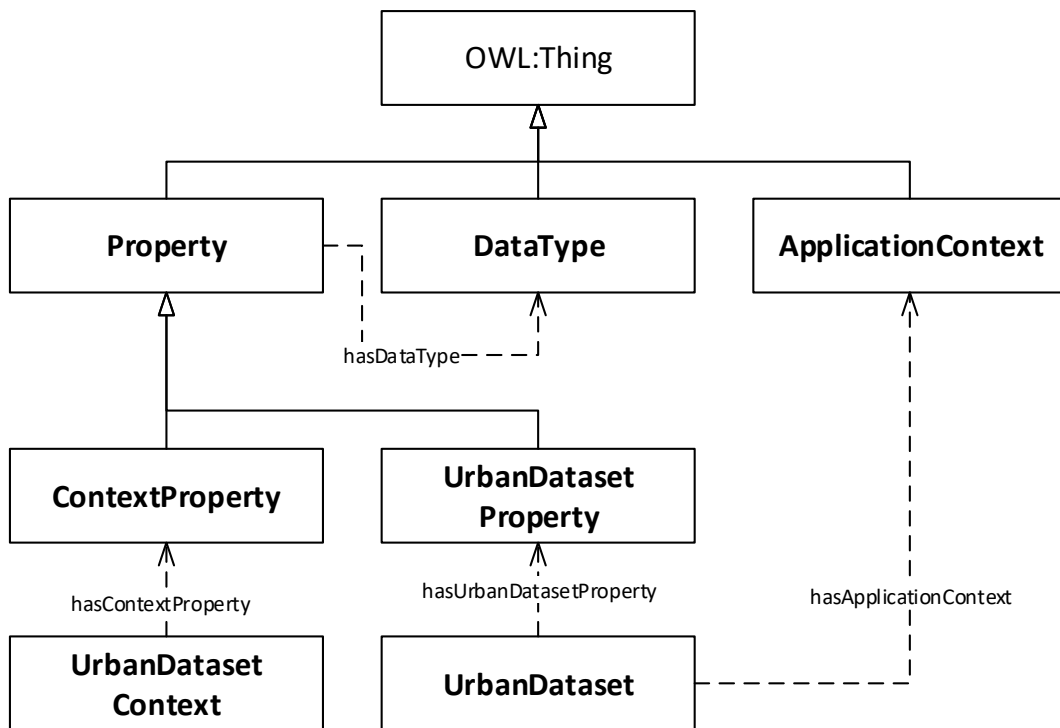 OWL:Thing
Property
DataType
ApplicationContext
hasDataType
ContextProperty
UrbanDataset
Property
hasContextProperty
hasUrbanDatasetProperty
hasApplicationContext
UrbanDataset
Context
UrbanDataset